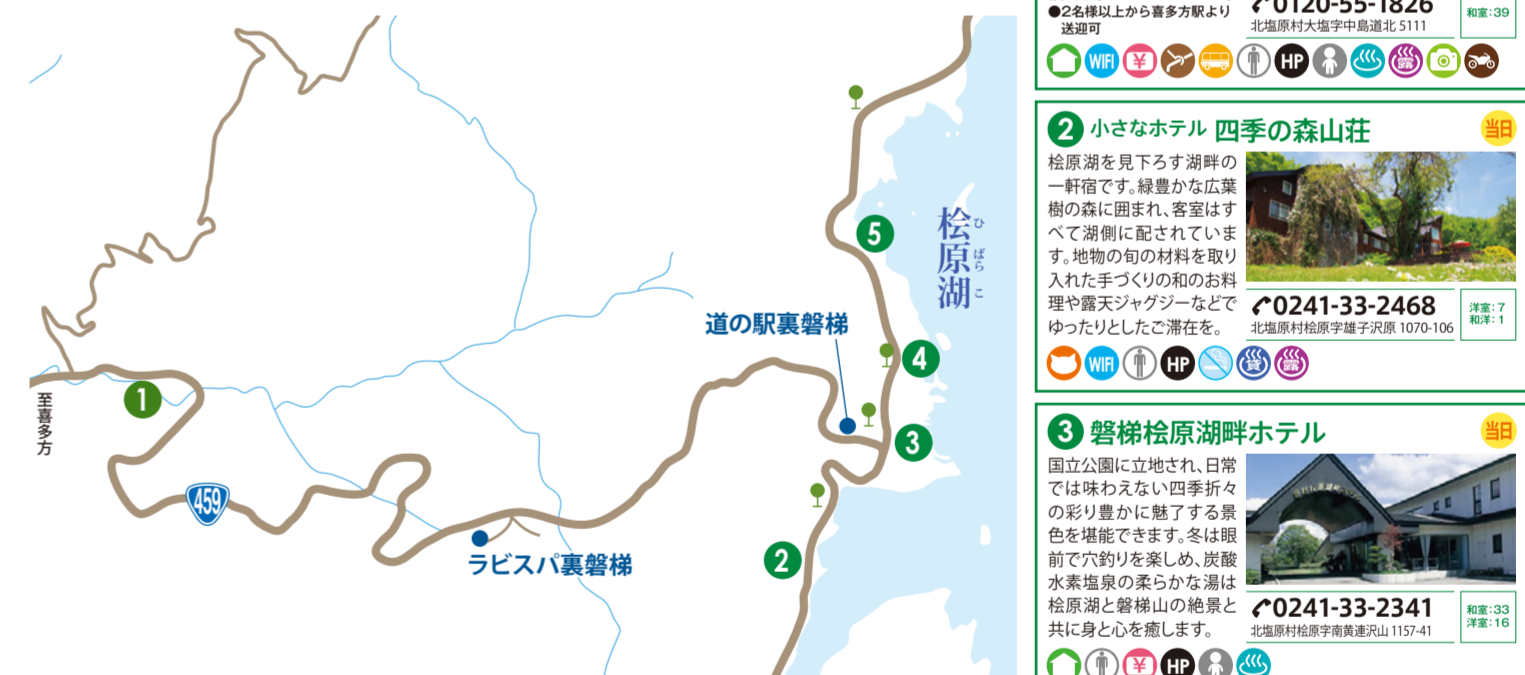 桧原湖
ひばらこ
道の駅裏磐梯
ラビスパ裏磐梯
至喜多方
459
1
2
3
4
5
●2名様以上から喜多方駅より
送迎可
0120-55-1826
北塩原村大塩字中島道北 5111
和室：39
WIFI
¥
HP
露
2 小さなホテル 四季の森山荘
当日
桧原湖を見下ろす湖畔の
一軒宿です。緑豊かな広葉
樹の森に囲まれ、客室はす
べて湖側に配されていま
す。地物の旬の材料を取り
入れた手づくりの和のお料
理や露天ジャグジーなどで
ゆったりとしたご滞在を。
0241-33-2468
北塩原村桧原字雄子沢原 1070-106
洋室：7
和洋：1
WIFI
HP
貸
露
3 磐梯桧原湖畔ホテル
当日
国立公園に立地され、日常
では味わえない四季折々
の彩り豊かに魅了する景
色を堪能できます。冬は眼
前で穴釣りを楽しめ、炭酸
水素塩泉の柔らかな湯は
桧原湖と磐梯山の絶景と
共に身と心を癒します。
0241-33-2341
北塩原村桧原字南黄連沢山 1157-41
和室：33
洋室：16
¥
HP